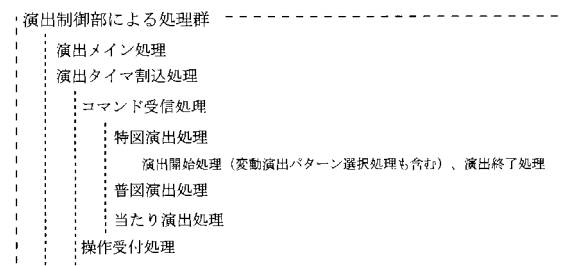 演出制御部による処理群
演出メイン処理
演出タイマ割込処理
コマンド受信処理
特図演出処理
演出開始処理（変動演出パターン選択処理も含む）、演出終了処理
普図演出処理
当たり演出処理
操作受付処理